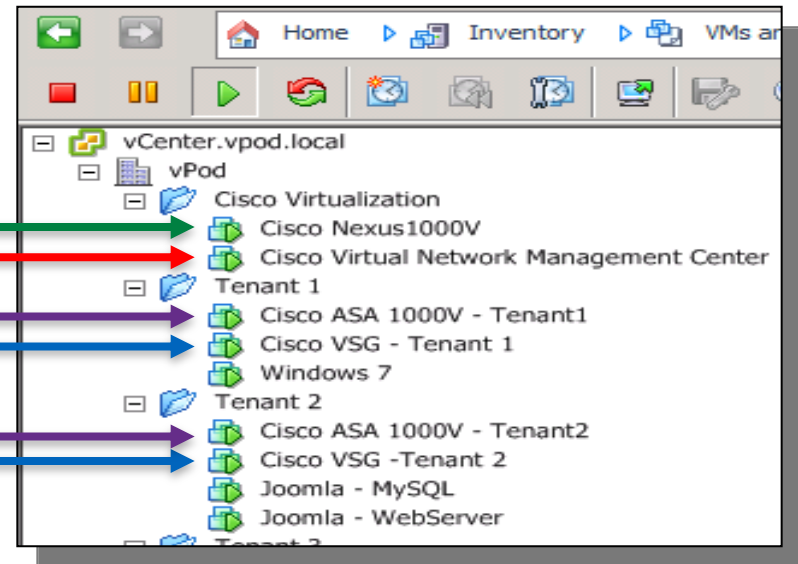 Home Inventory VMs an
vCenter.vpod.local
vPod
Cisco Virtualization
Cisco Nexus1000V
Cisco Virtual Network Management Center
Tenant 1
Cisco ASA 1000V - Tenant1
Cisco VSG - Tenant 1
Windows 7
Tenant 2
Cisco ASA 1000V - Tenant2
Cisco VSG -Tenant 2
Joomla - MySQL
Joomla - WebServer